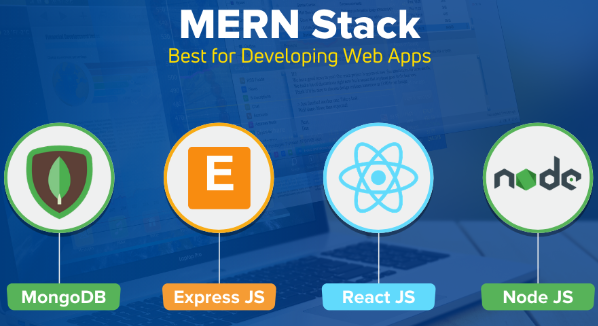 MERN Stack
Best for Developing Web Apps
E
node
MongoDB
Express JS
React JS
Node JS